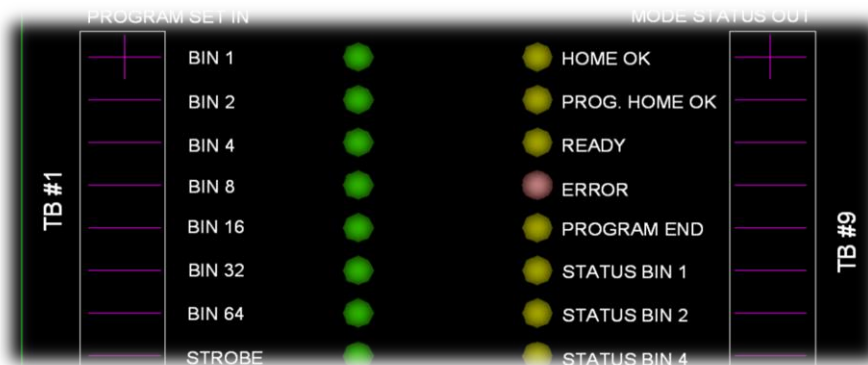 PROGRAM SET IN
MODE STATUS OUT
TB #1
BIN 1
BIN 2
BIN 4
BIN 8
BIN 16
BIN 32
BIN 64
STROBE
HOME OK
PROG. HOME OK
READY
ERROR
PROGRAM END
STATUS BIN 1
STATUS BIN 2
STATUS BIN 4
TB #9